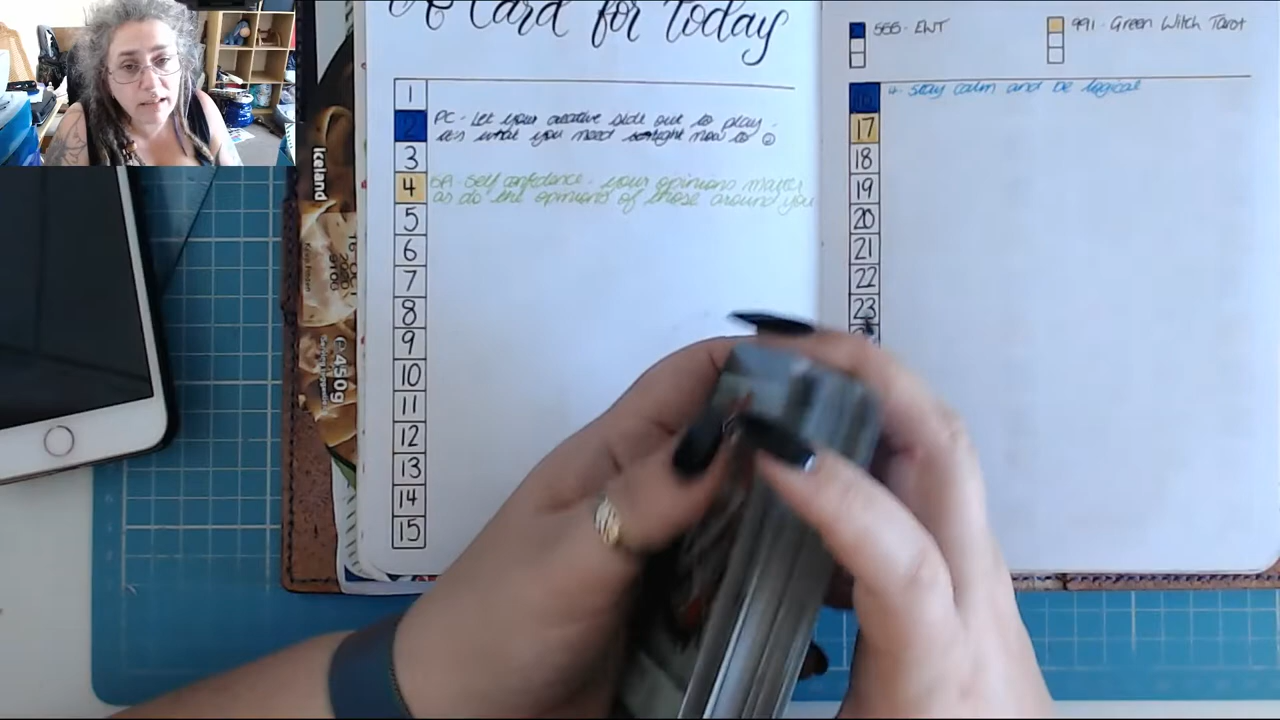 A Card for Today
1
2 PC - Let your creative side out to play
it's what you need right now
3
4 Self confidence - your opinions matter
as do the opinions of those around you
5
6
7
8
9
10
11
12
13
14
15
Iceland
450g
555 - EWT
991 - Green Witch Tarot
16 Stay calm and be logical
17
18
19
20
21
22
23